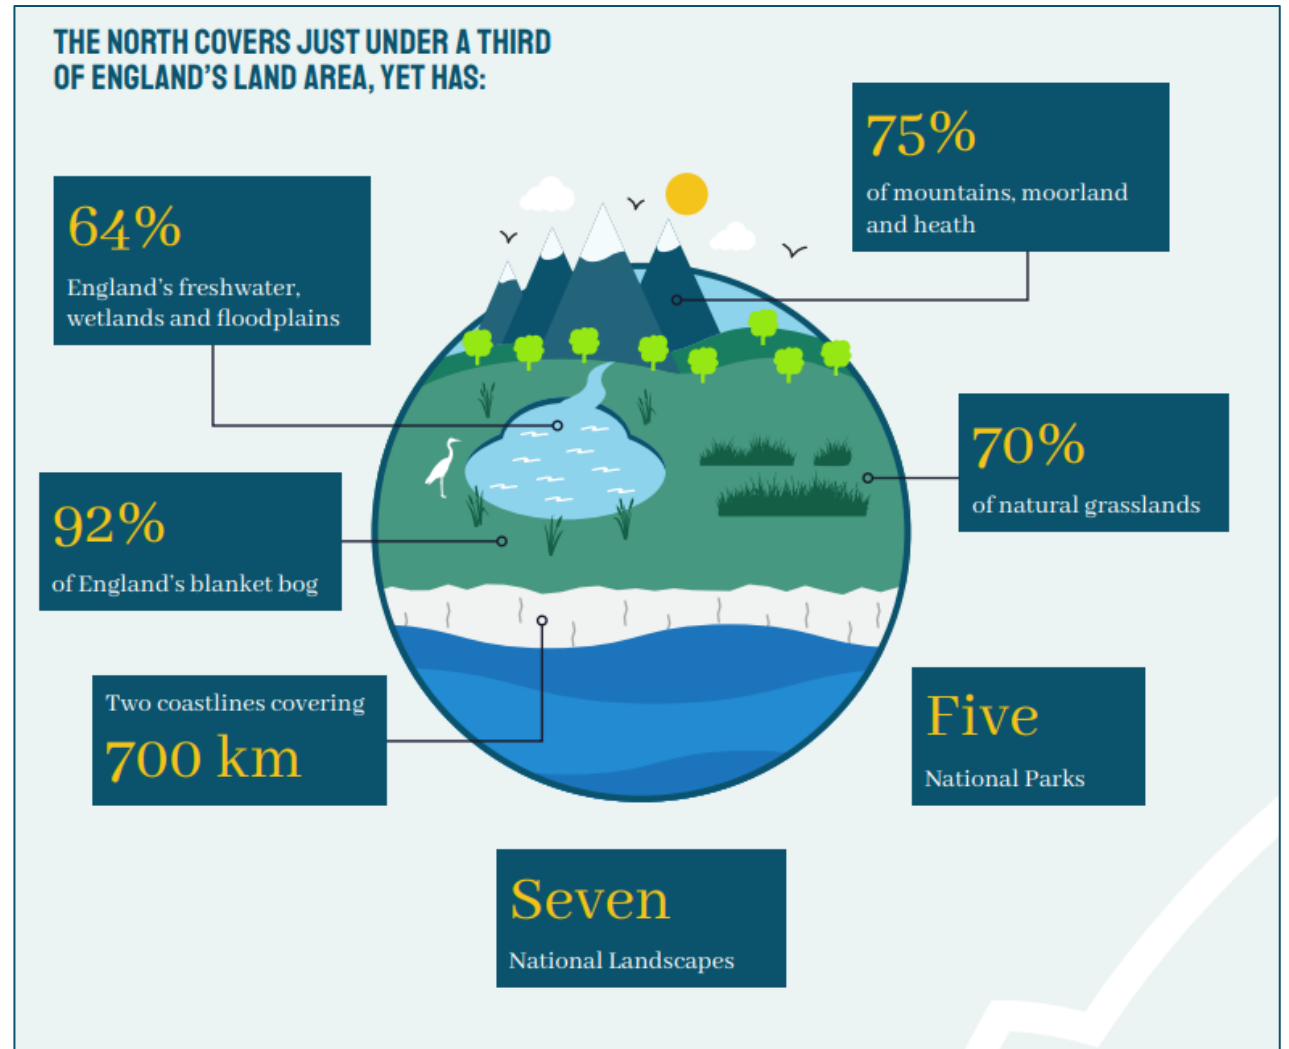 THE NORTH COVERS JUST UNDER A THIRD
OF ENGLAND'S LAND AREA, YET HAS:
75%
of mountains, moorland
and heath
64%
England's freshwater,
wetlands and floodplains
70%
of natural grasslands
92%
of England's blanket bog
Two coastlines covering
700 km
Five
National Parks
Seven
National Landscapes